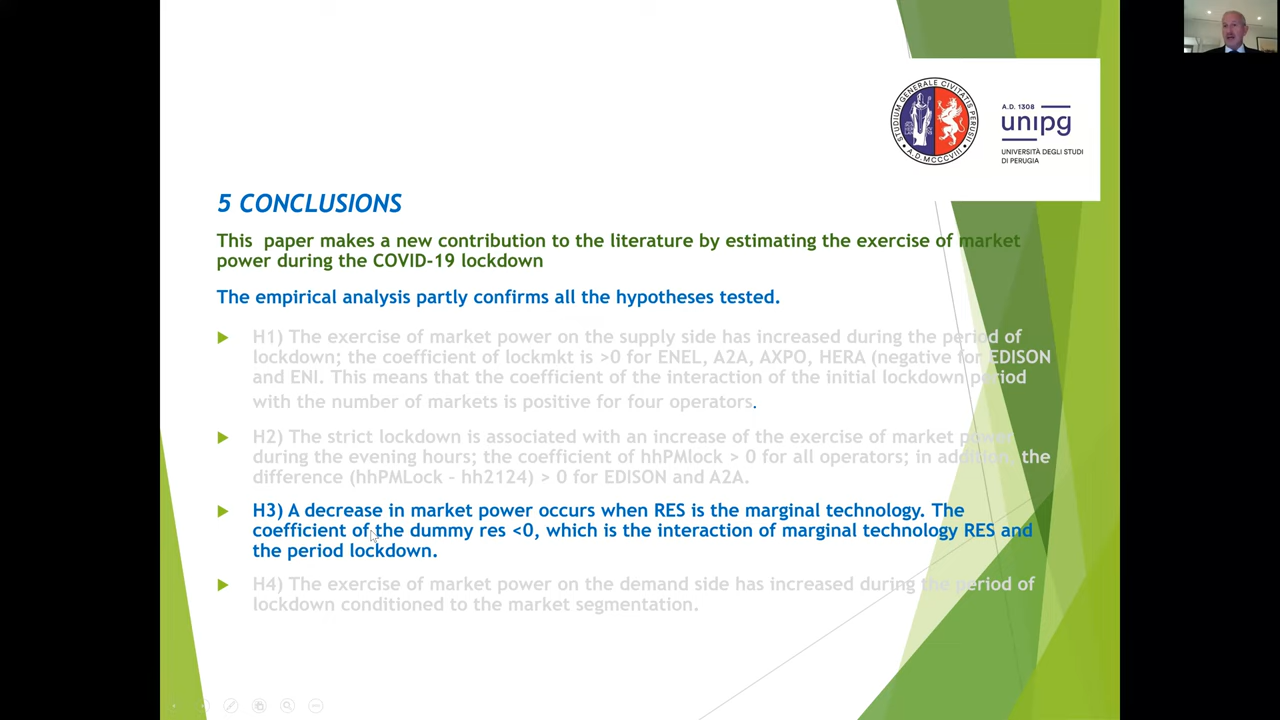 STUDIUM GENERALE CIVITATIS PERUSII
A.D. MCCCVIII
A.D. 1308
unipg
UNIVERSITÀ DEGLI STUDI
DI PERUGIA
5 CONCLUSIONS
This paper makes a new contribution to the literature by estimating the exercise of market
power during the COVID-19 lockdown
The empirical analysis partly confirms all the hypotheses tested.
H1) The exercise of market power on the supply side has increased during the period of
lockdown; the coefficient of lockmkt is >0 for ENEL, A2A, AXPO, HERA (negative for EDISON
and ENI. This means that the coefficient of the interaction of the initial lockdown period
with the number of markets is positive for four operators.
H2) The strict lockdown is associated with an increase of the exercise of market power
during the evening hours; the coefficient of hhPMlock > 0 for all operators; in addition, the
difference (hhPMLock – hh2124) > 0 for EDISON and A2A.
H3) A decrease in market power occurs when RES is the marginal technology. The
coefficient of the dummy res <0, which is the interaction of marginal technology RES and
the period lockdown.
H4) The exercise of market power on the demand side has increased during the period of
lockdown conditioned to the market segmentation.